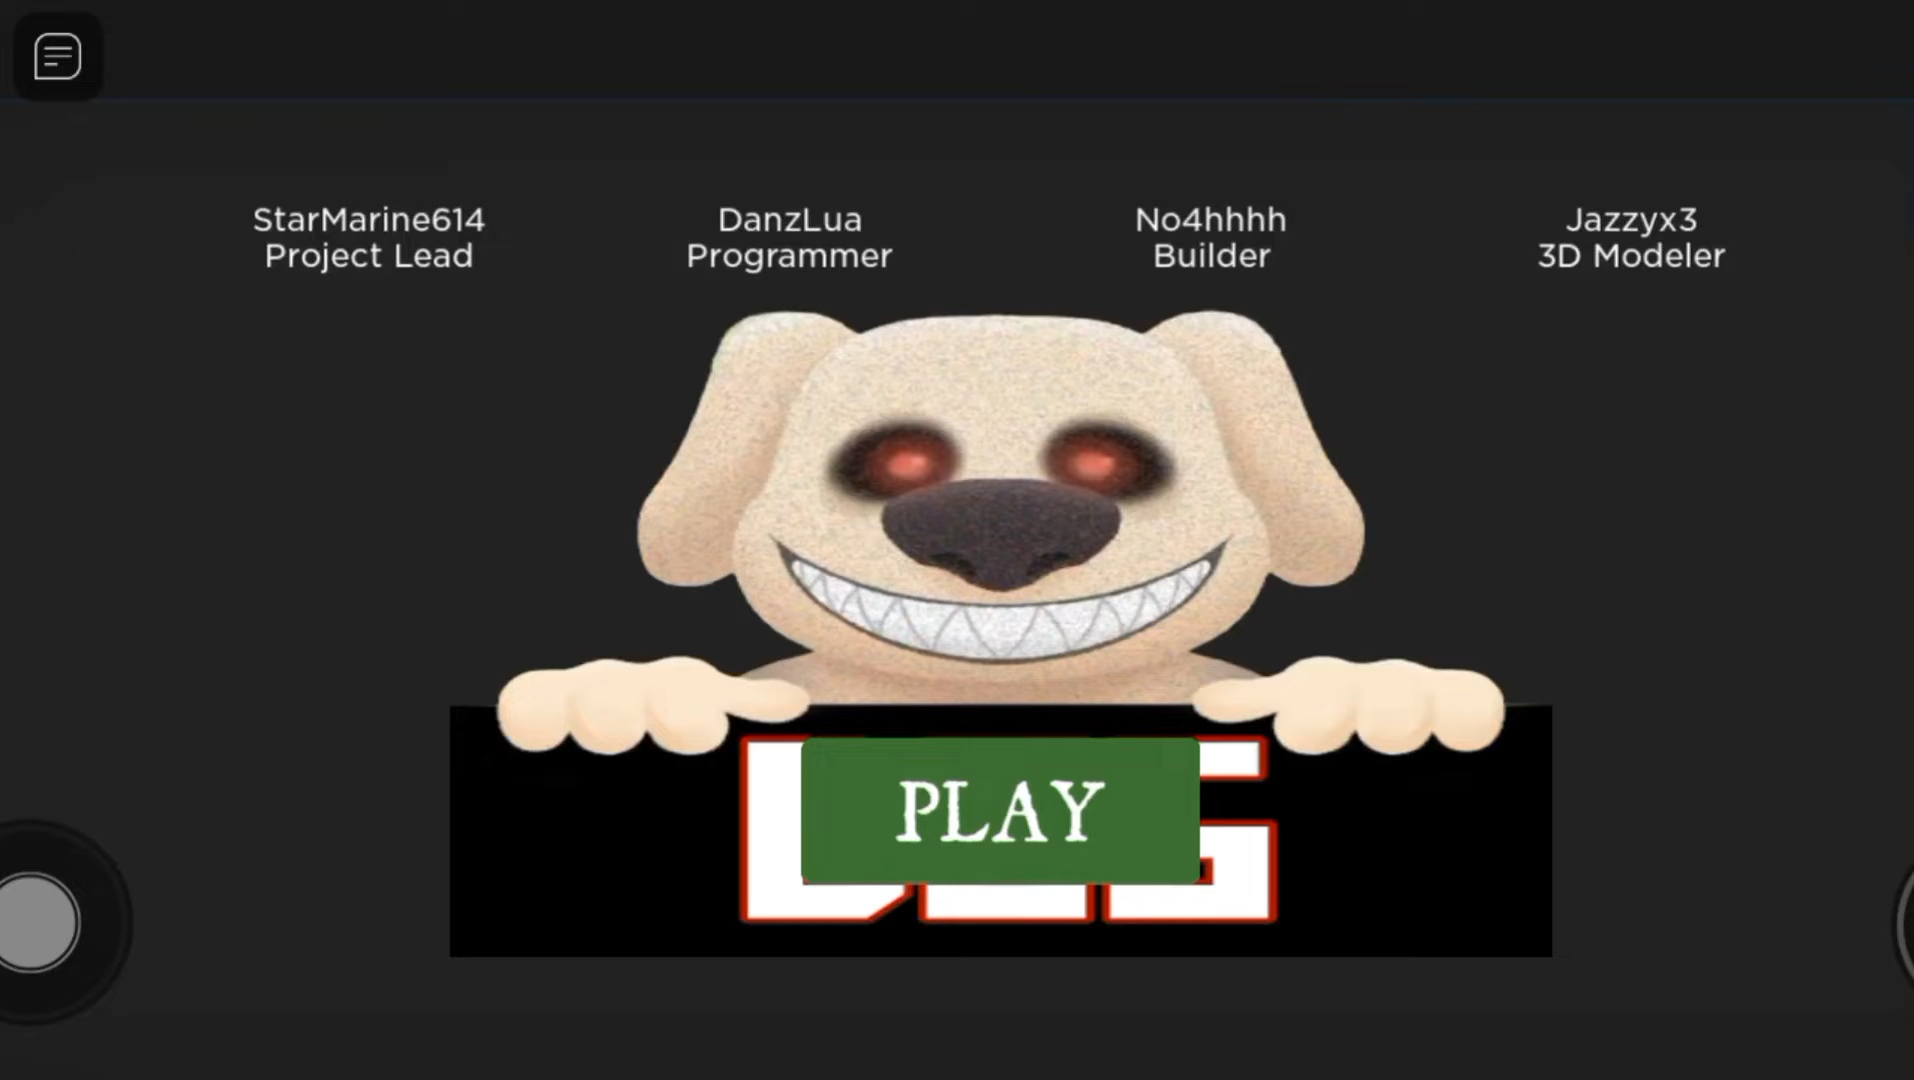 StarMarine614
Project Lead
DanzLua
Programmer
No4hhhh
Builder
Jazzyx3
3D Modeler
PLAY